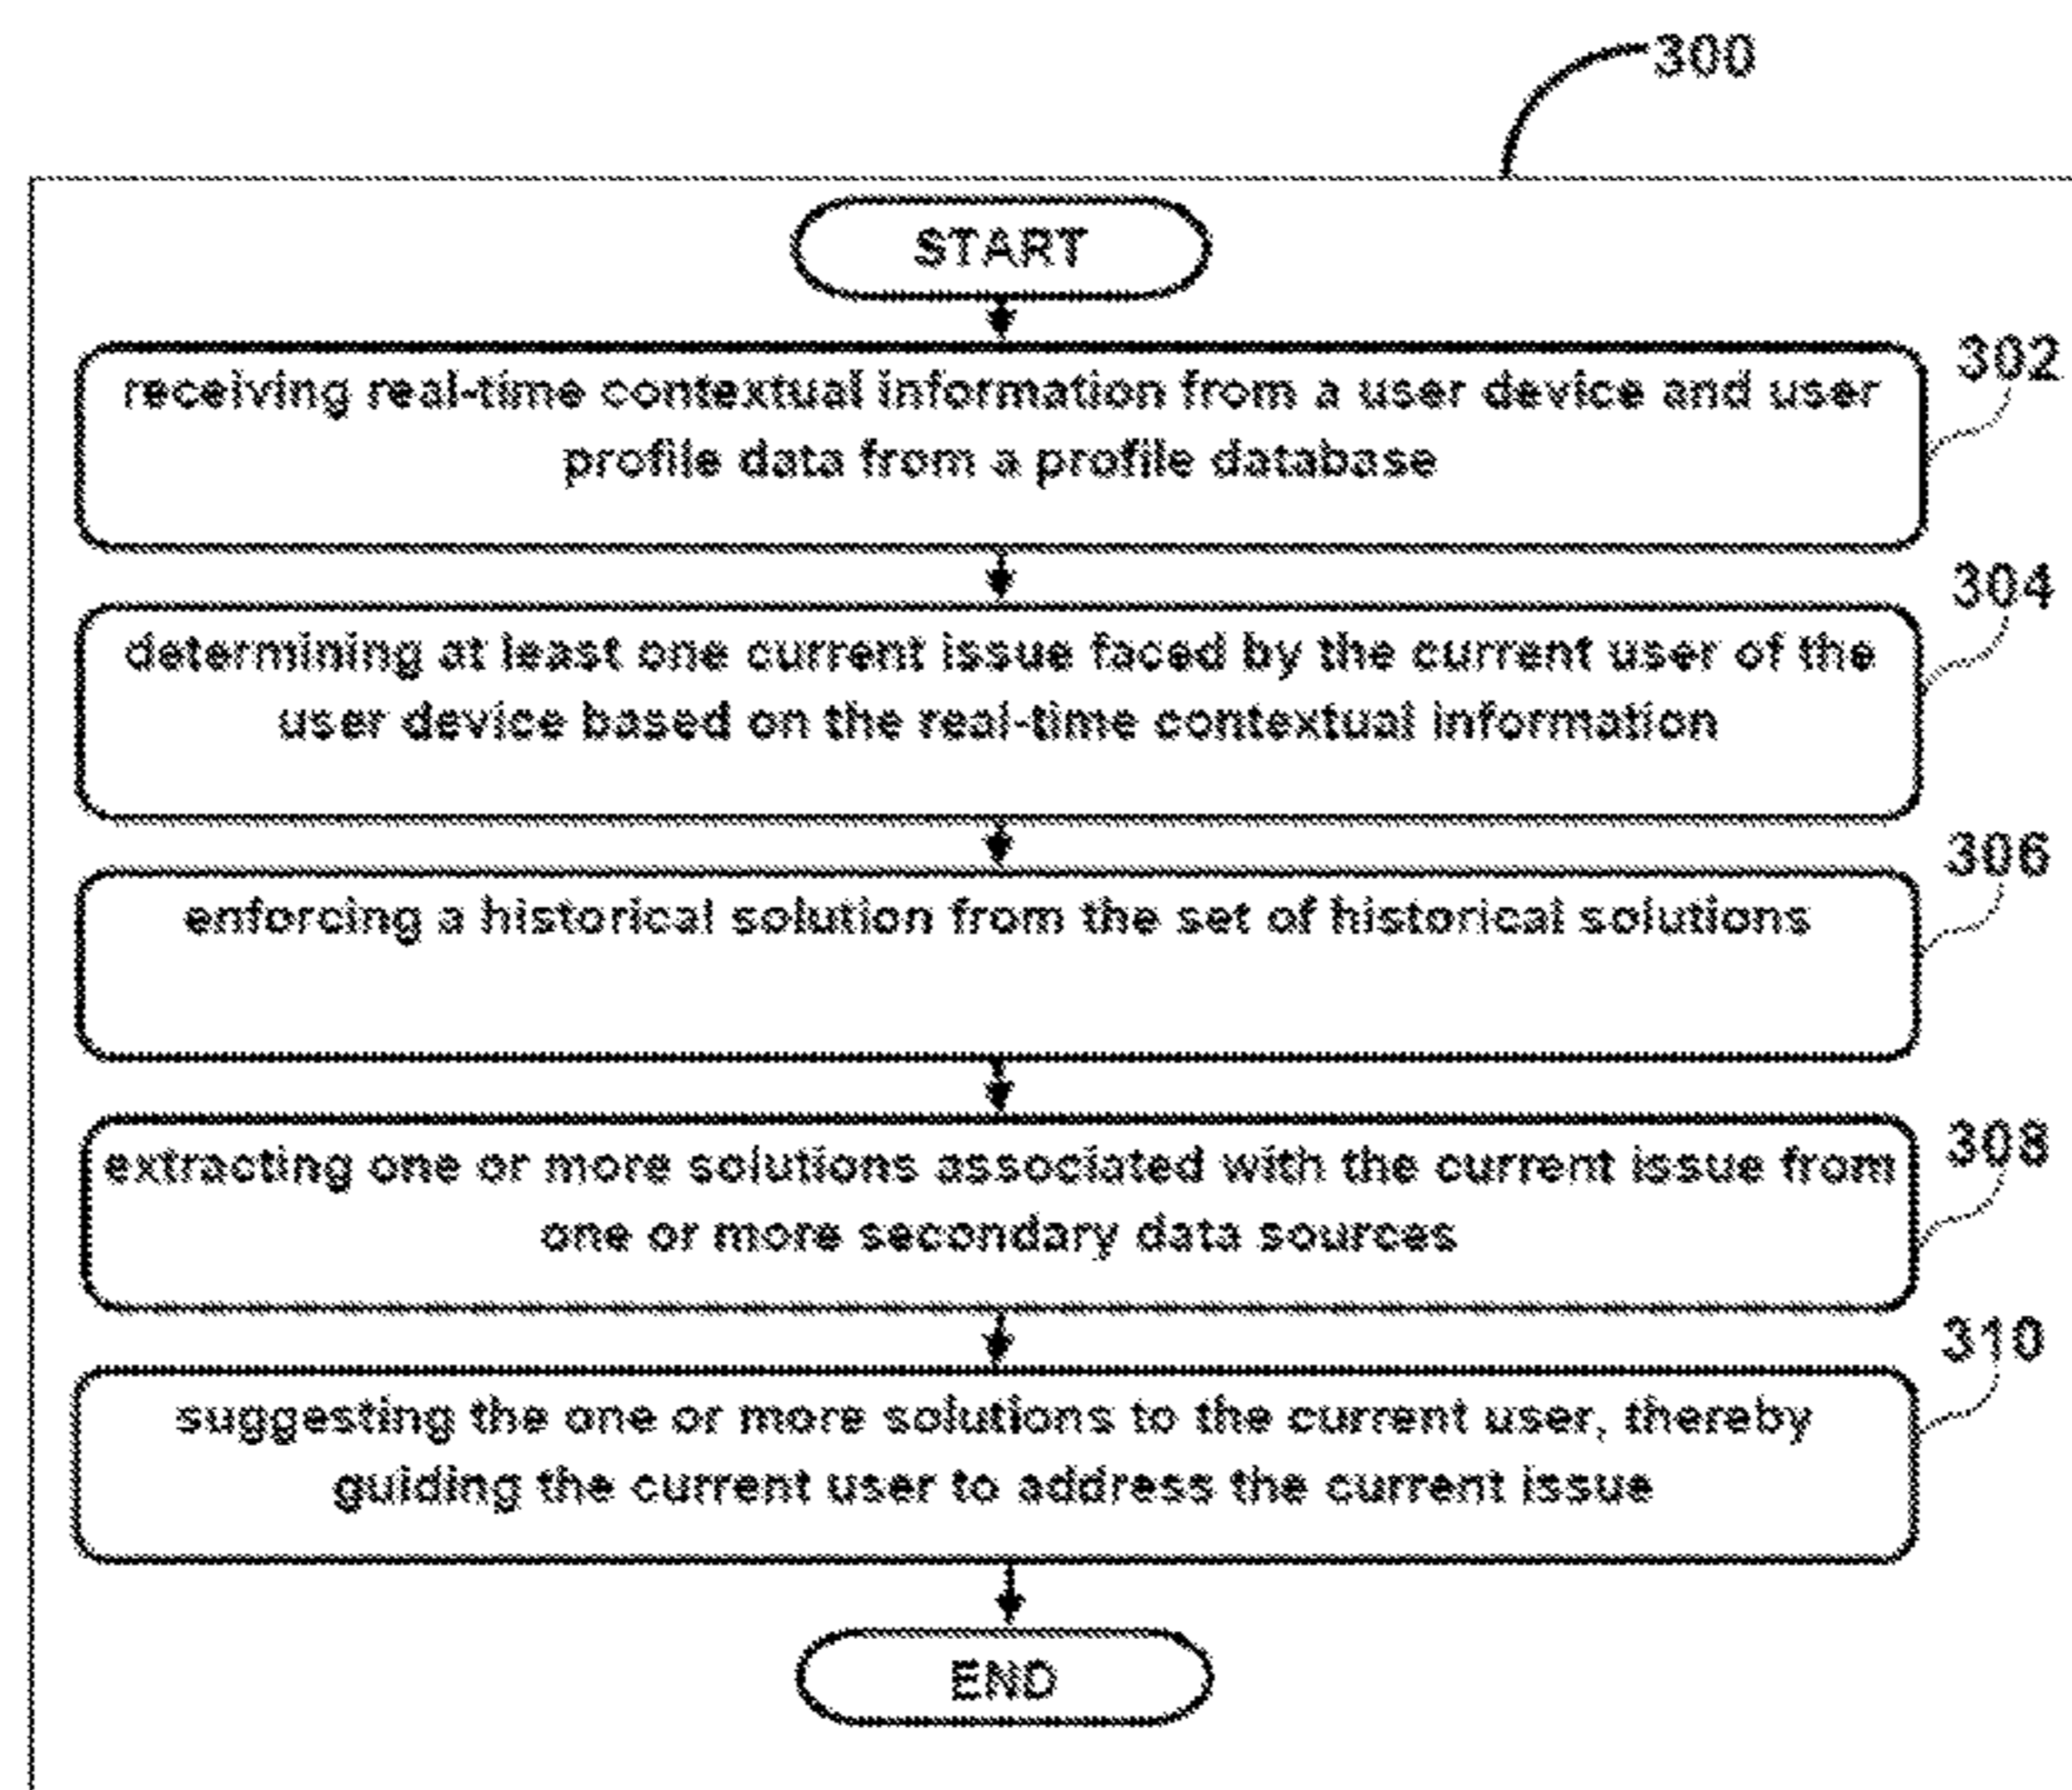 300
START
302
receiving real-time contextual information from a user device and user
profile data from a profile database
304
determining at least one current issue faced by the current user of the
user device based on the real-time contextual information
306
enforcing a historical solution from the set of historical solutions
308
extracting one or more solutions associated with the current issue from
one or more secondary data sources
310
suggesting the one or more solutions to the current user, thereby
guiding the current user to address the current issue
END